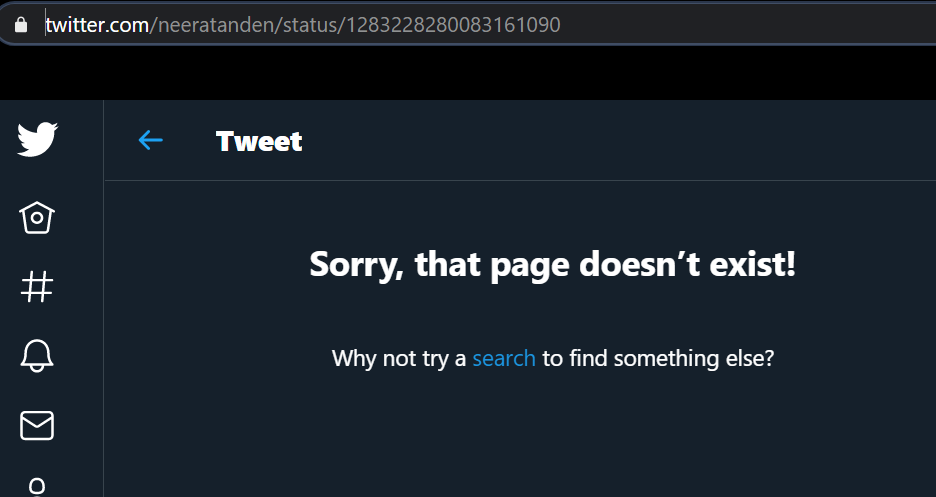 twitter.com/neeratanden/status/1283228280083161090
Tweet
Sorry, that page doesn’t exist!
Why not try a search to find something else?